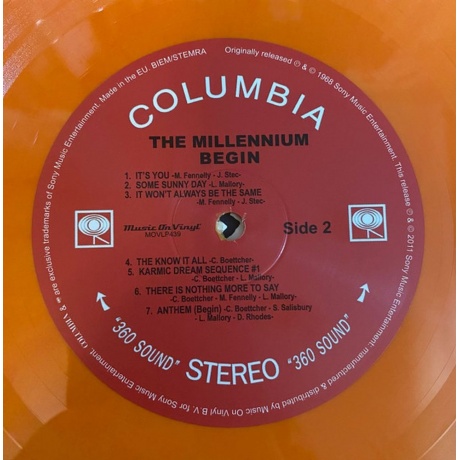 COLUMBIA
THE MILLENNIUM
BEGIN
1. IT'S YOU -M. Fennelly - J. Stec-
2. SOME SUNNY DAY -L. Mallory-
3. IT WON'T ALWAYS BE THE SAME
-M. Fennelly - J. Stec-
Music On Vinyl
MOVLP439
Side 2
4. THE KNOW IT ALL -C. Boettcher-
5. KARMIC DREAM SEQUENCE #1
-C. Boettcher - L. Mallory-
6. THERE IS NOTHING MORE TO SAY
-C. Boettcher - M. Fennelly - L. Mallory-
7. ANTHEM (Begin) -C. Boettcher - S. Salisbury
- L. Mallory - D. Rhodes-
"360 SOUND" STEREO "360 SOUND"
COLUMBIA & are exclusive trademarks of Sony Music Entertainment. Made in the EU. BIEM/STEMRA
Originally released ℗ & © 1968 Sony Music Entertainment. This ℗ & © 2011 Sony Music Entertainment manufactured & distributed by Music On Vinyl B.V. for Sony Music Entertainment.